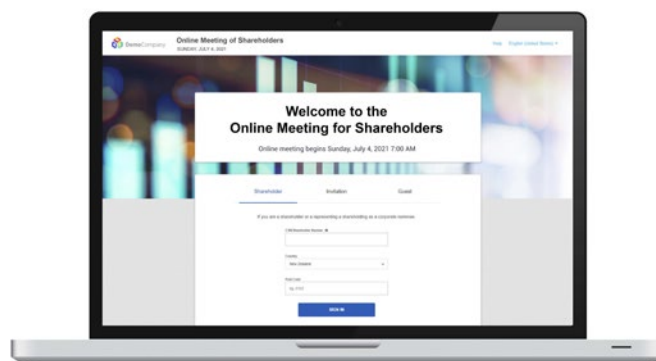 DemoCompany
Online Meeting of Shareholders
SUNDAY, JULY 4, 2021
Help English (United States)
Welcome to the
Online Meeting for Shareholders
Online meeting begins Sunday, July 4, 2021 7:00 AM
Shareholder Invitation Guest
If you are a shareholder or a representing a shareholding as a corporate nominee
Country
New Zealand
Post Code
SIGN IN